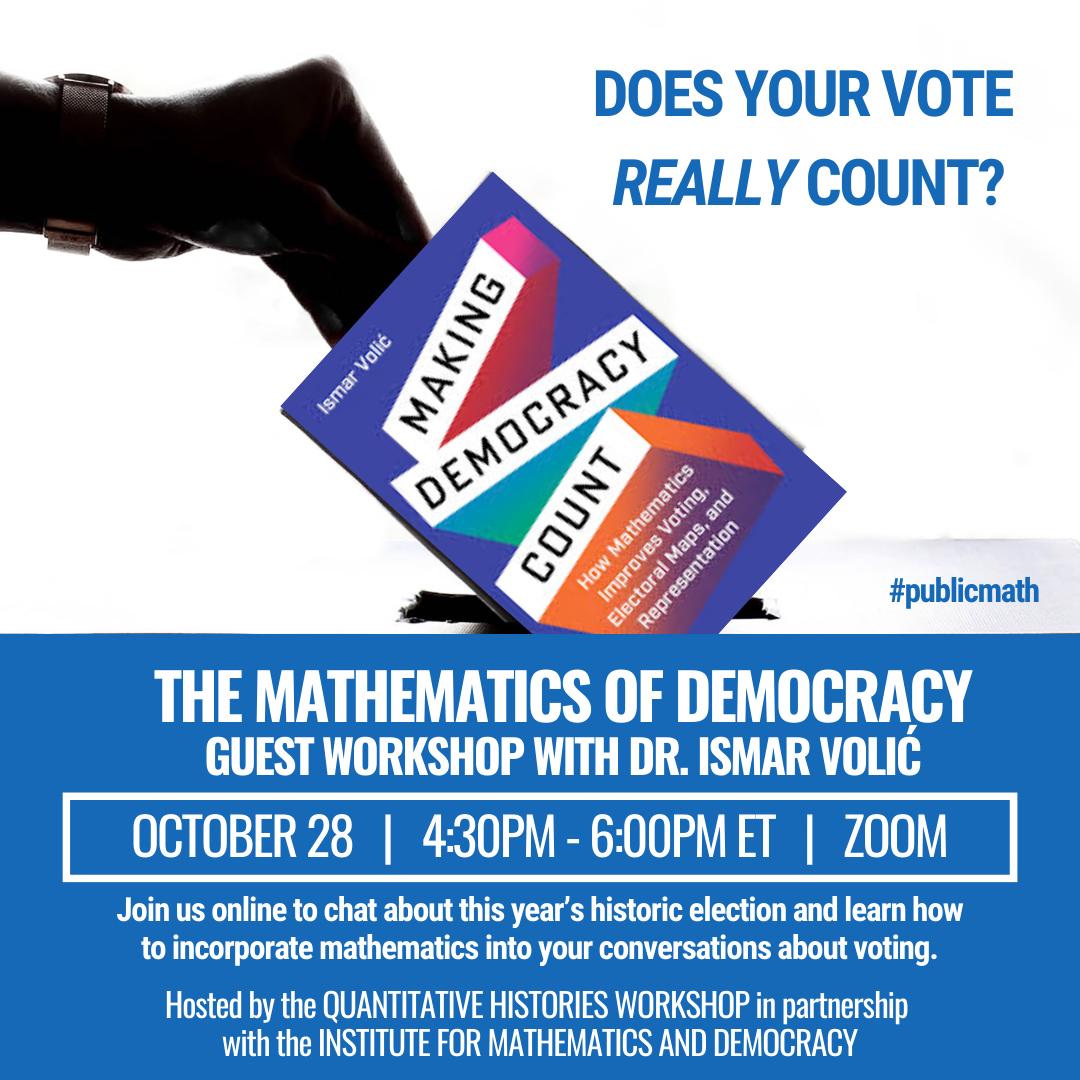 DOES YOUR VOTE
REALLY COUNT?
Ismar Volić
MAKING
DEMOCRACY
COUNT
How Mathematics
Improves Voting,
Electoral Maps, and
Representation
#publicmath
THE MATHEMATICS OF DEMOCRACY
GUEST WORKSHOP WITH DR. ISMAR VOLIĆ
OCTOBER 28 | 4:30PM - 6:00PM ET | ZOOM
Join us online to chat about this year's historic election and learn how
to incorporate mathematics into your conversations about voting.
Hosted by the QUANTITATIVE HISTORIES WORKSHOP in partnership
with the INSTITUTE FOR MATHEMATICS AND DEMOCRACY